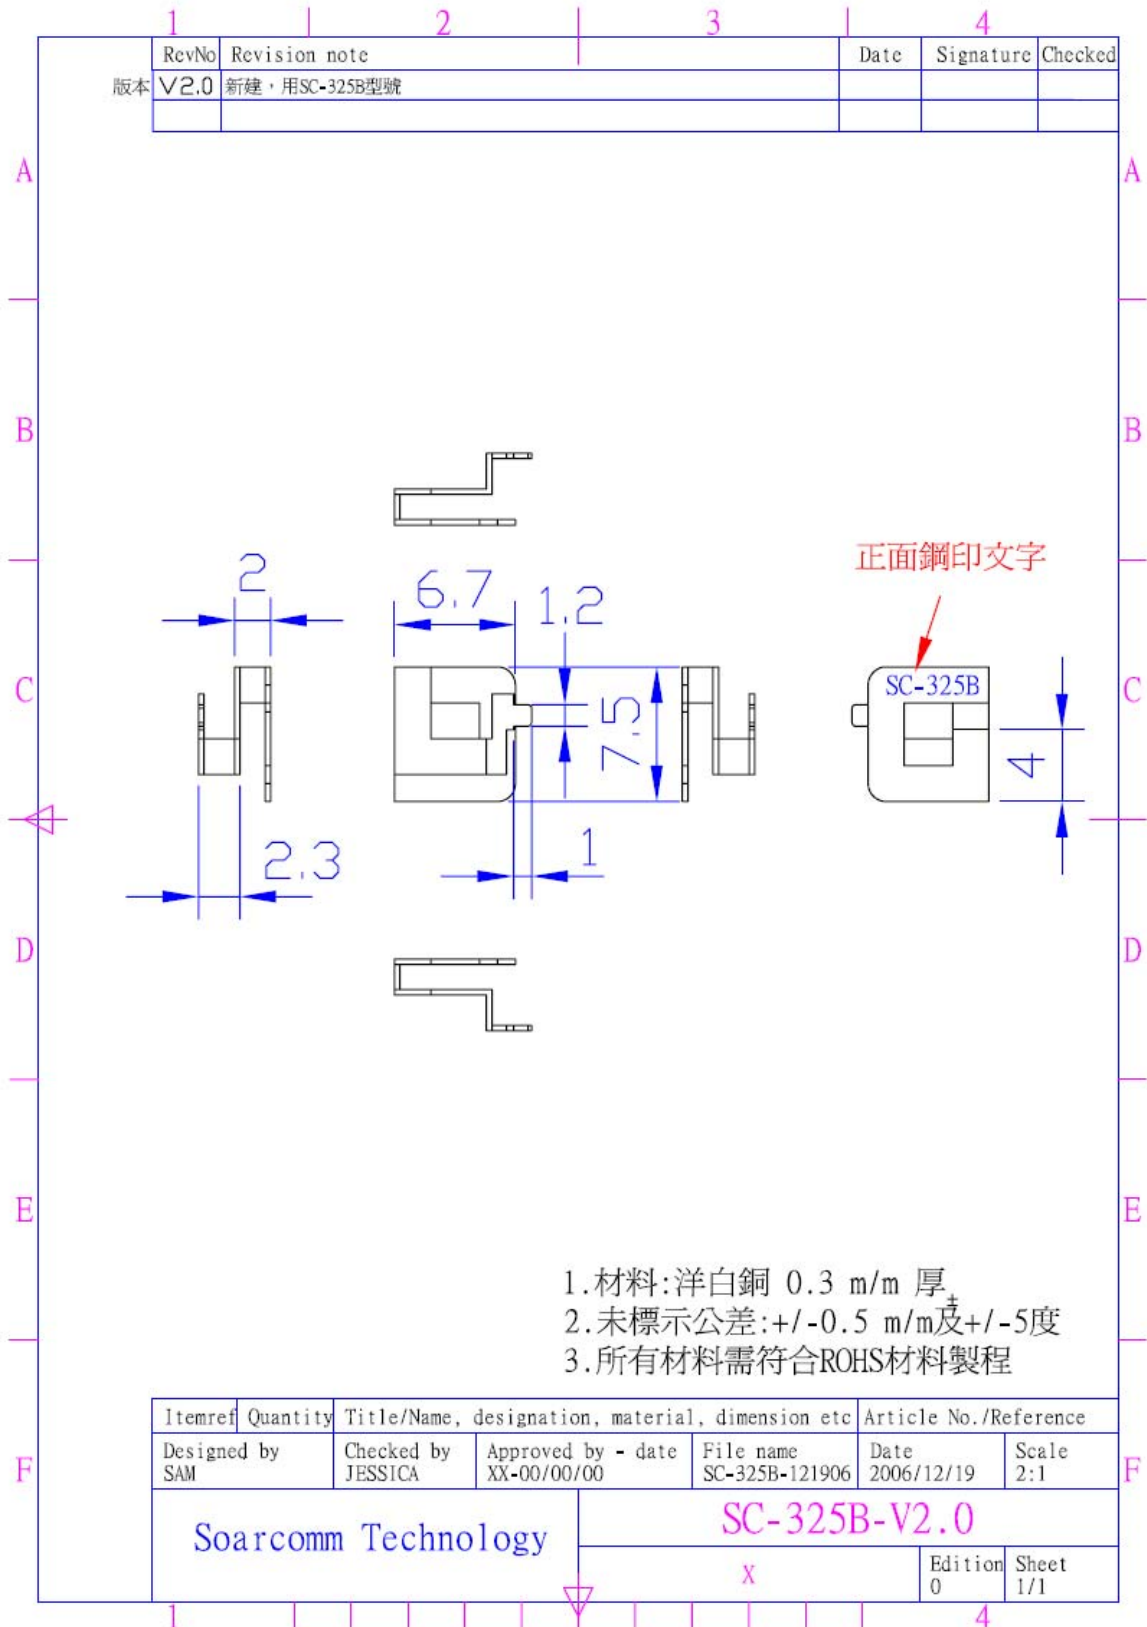 1 2 3 4
RevNo Revision note Date Signature Checked
版本 V2.0 新建，用SC-325B型號
A A
B B
正面鋼印文字
2 6.7 1.2
C SC-325B C
7.5 4
2.3 1
D D
E E
1.材料:洋白銅 0.3 m/m 厚
±
2.未標示公差:+/-0.5 m/m及+/-5度
3.所有材料需符合ROHS材料製程
Itemref Quantity Title/Name, designation, material, dimension etc Article No./Reference
Designed by Checked by Approved by - date File name Date Scale
SAM JESSICA XX-00/00/00 SC-325B-121906 2006/12/19 2:1
F F
Soarcomm Technology SC-325B-V2.0
X Edition Sheet
0 1/1
1 4